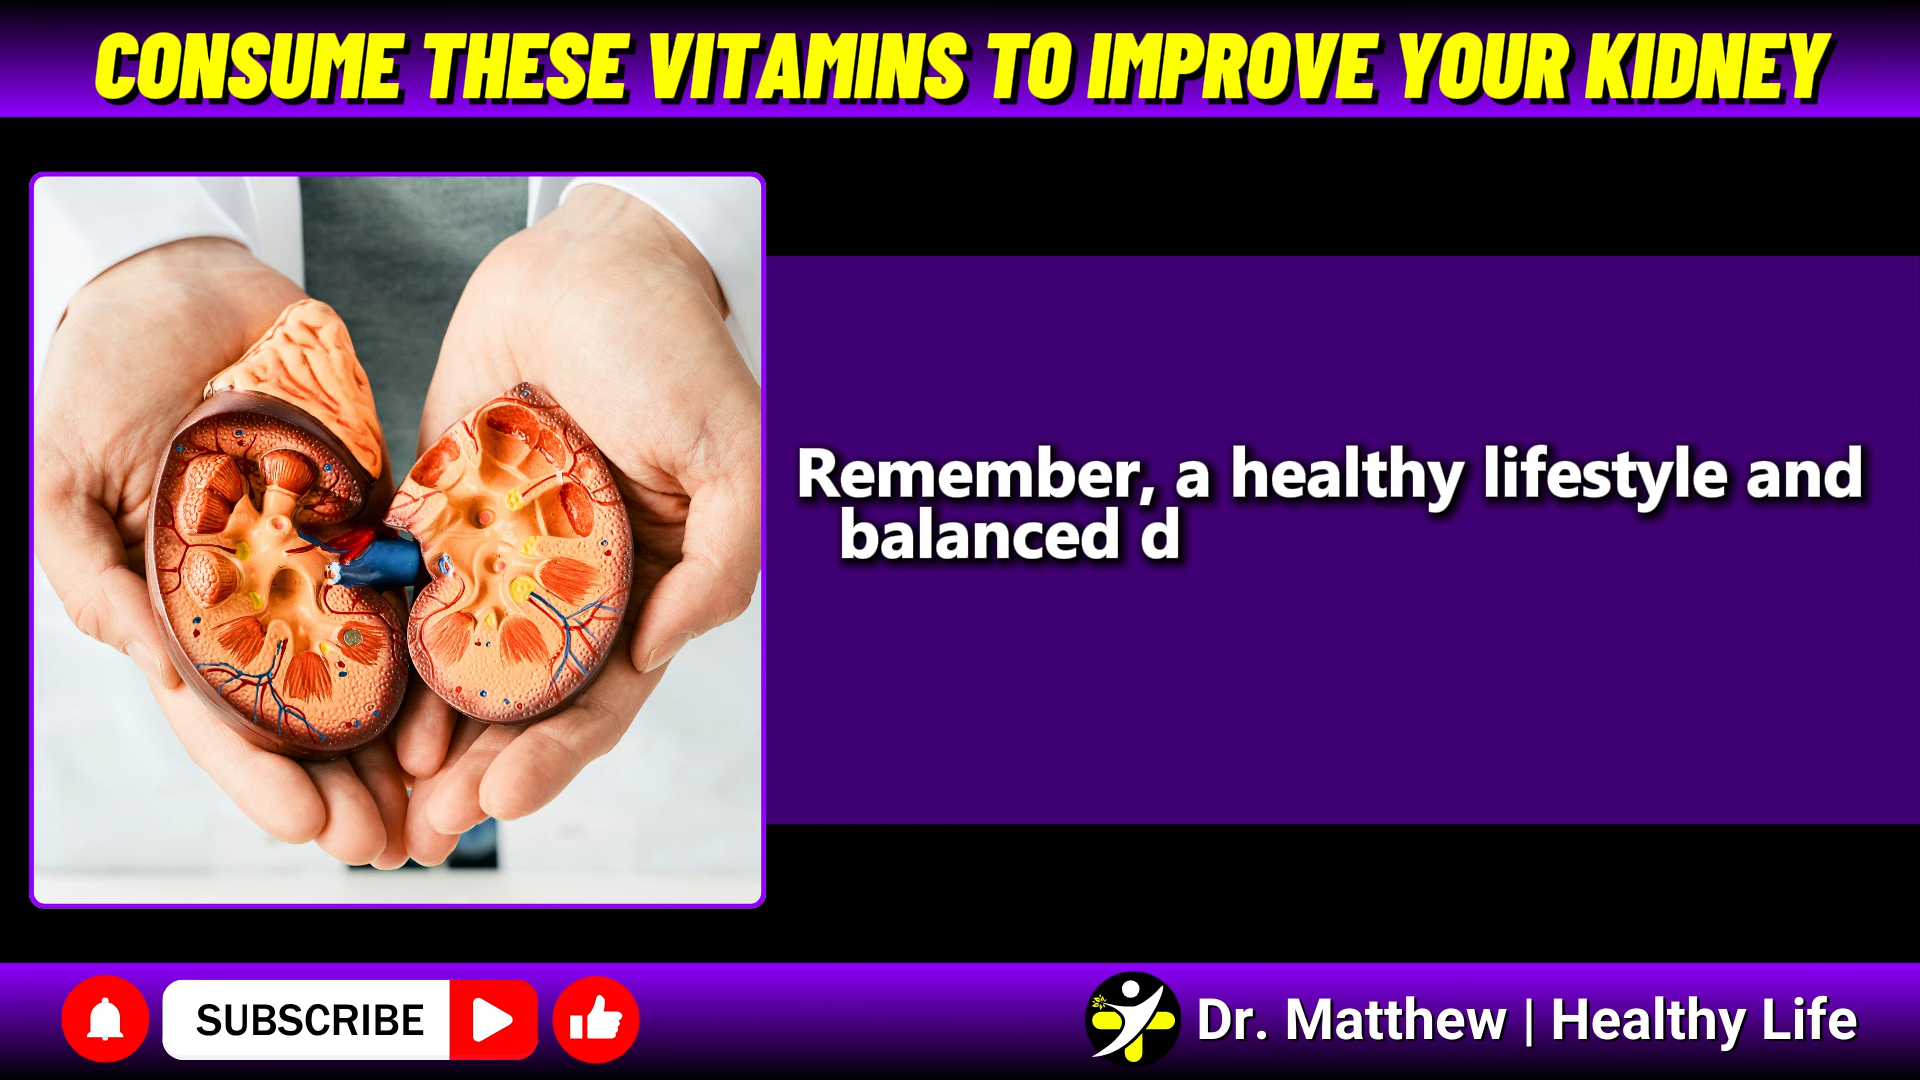 CONSUME THESE VITAMINS TO IMPROVE YOUR KIDNEY
Remember, a healthy lifestyle and
balanced d
SUBSCRIBE
Dr. Matthew | Healthy Life